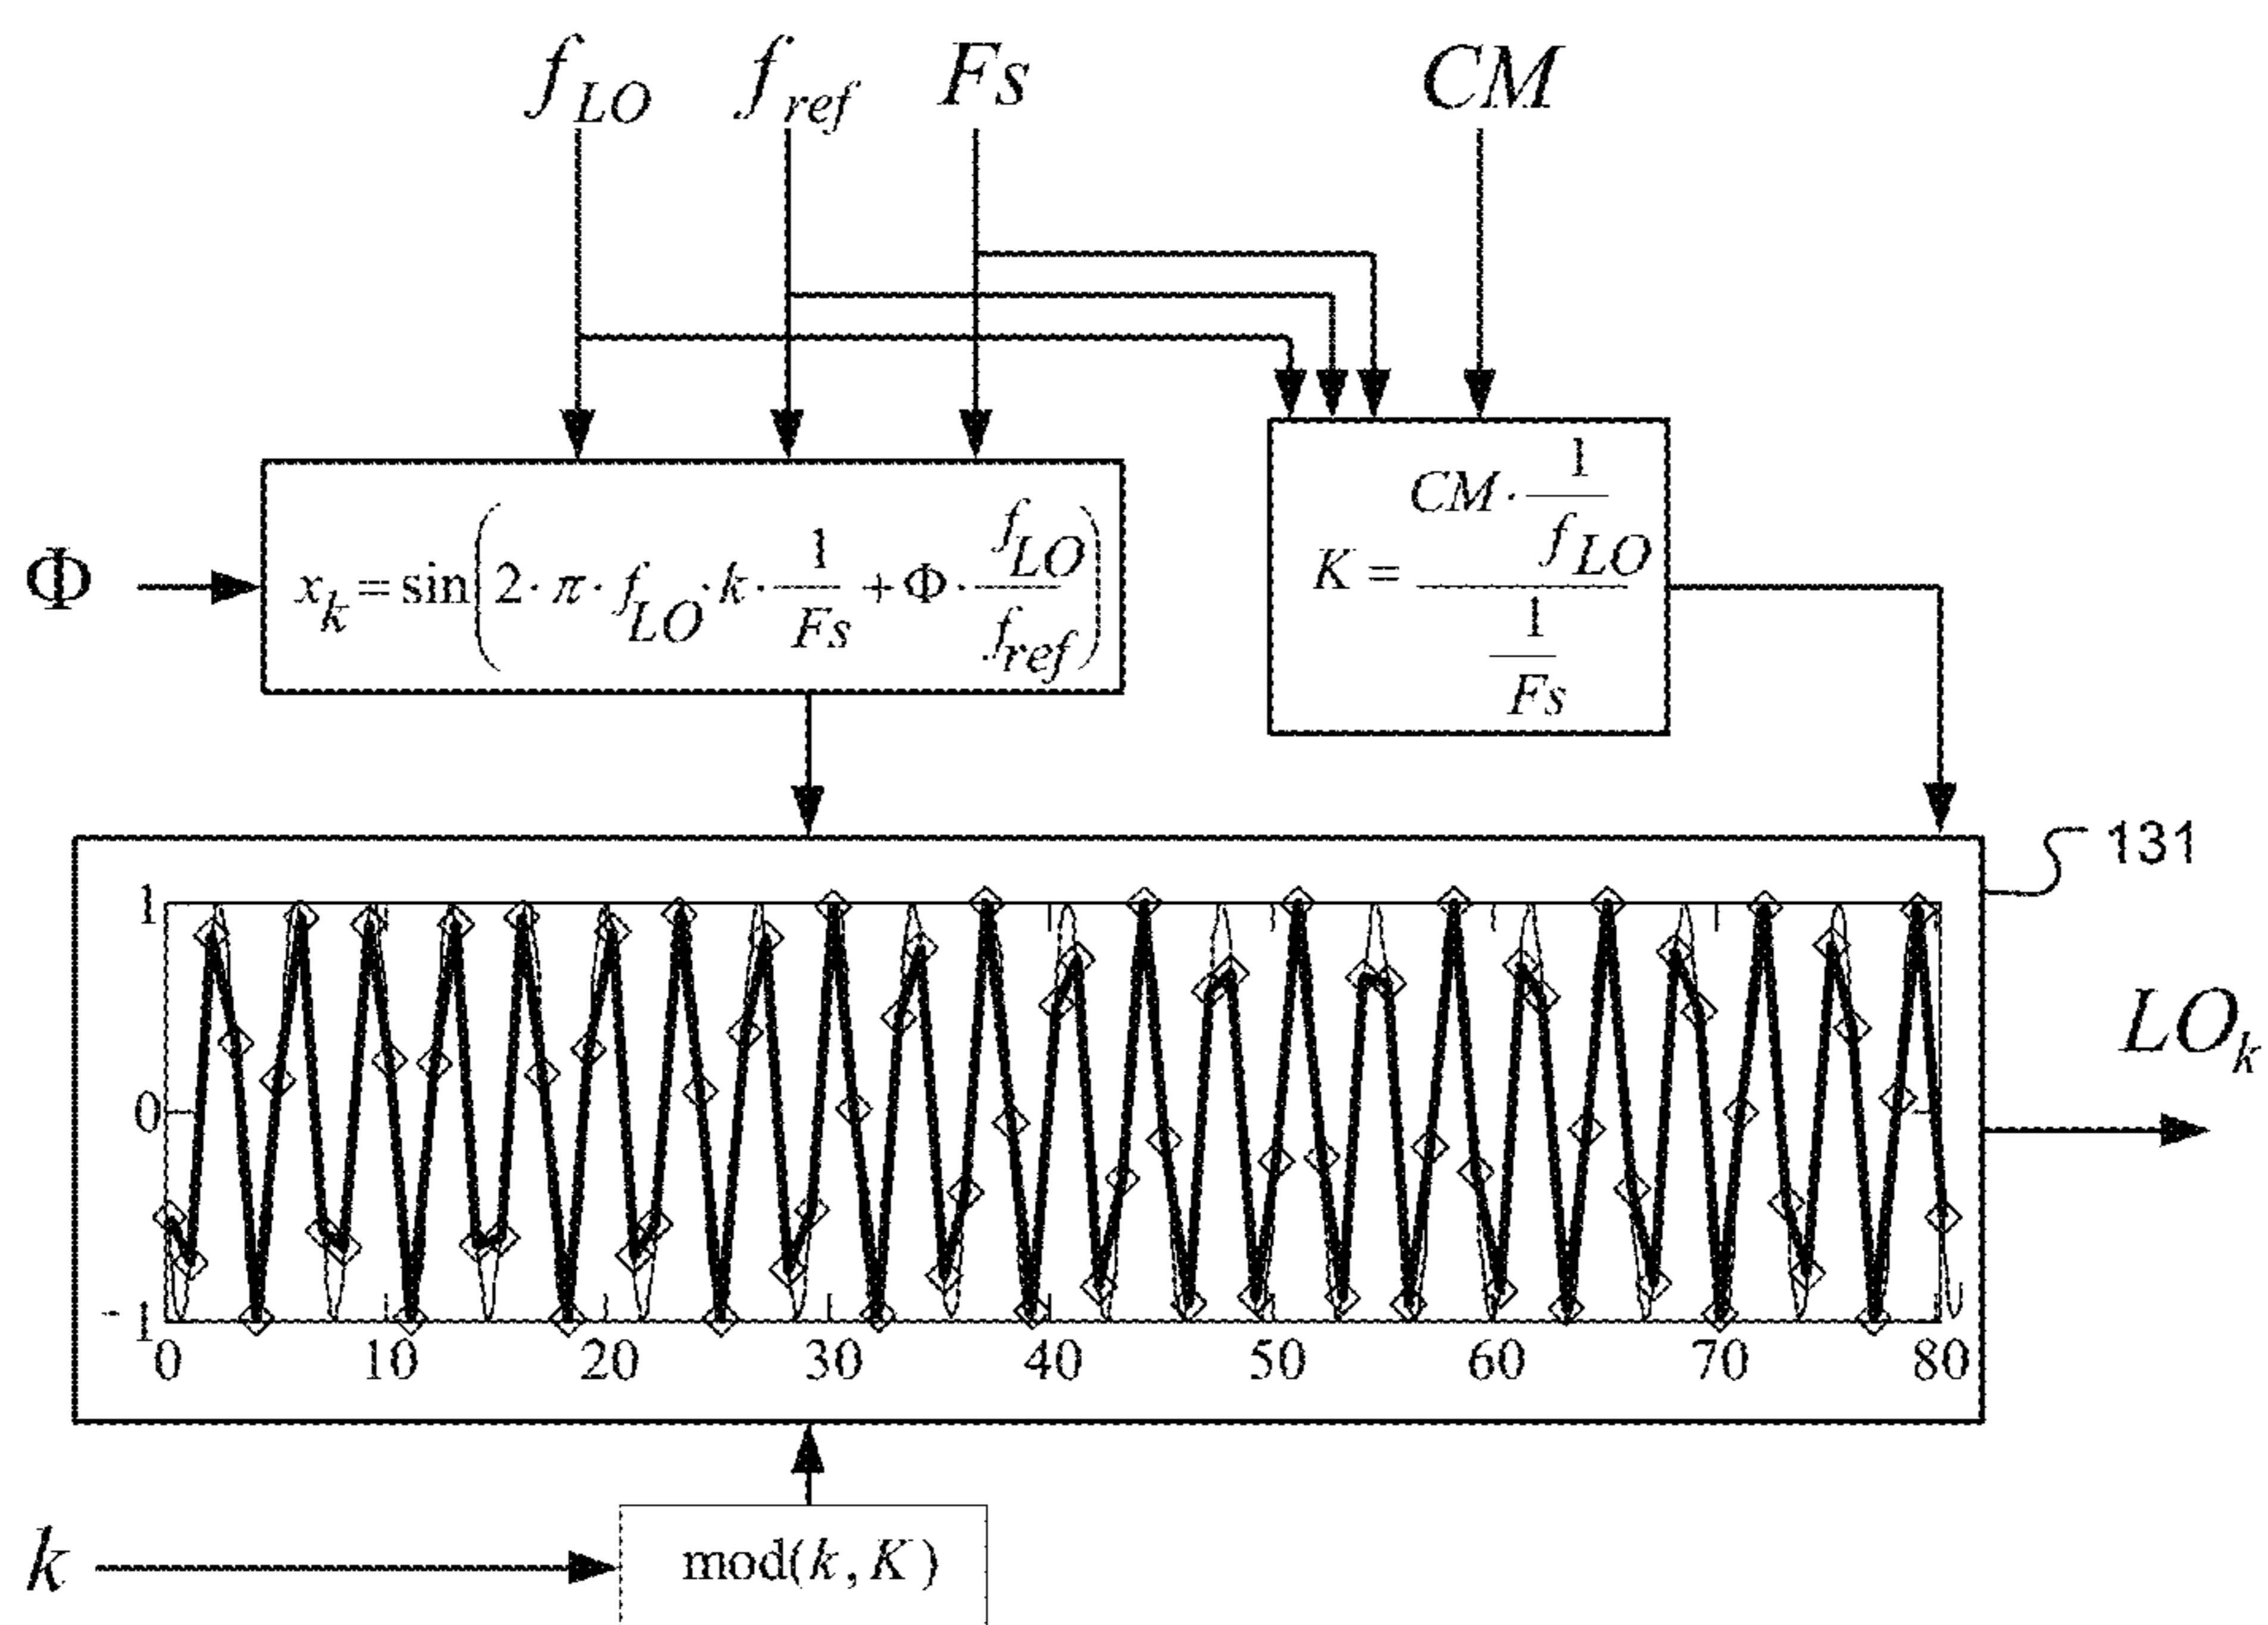 f_LO f_ref Fs CM
Φ
x_k = sin(2·π·f_LO·k·1/Fs + Φ·f_LO/f_ref)
K = (CM·1/f_LO)/(1/Fs)
131
1
0
-1
0 10 20 30 40 50 60 70 80
LO_k
k
mod(k, K)